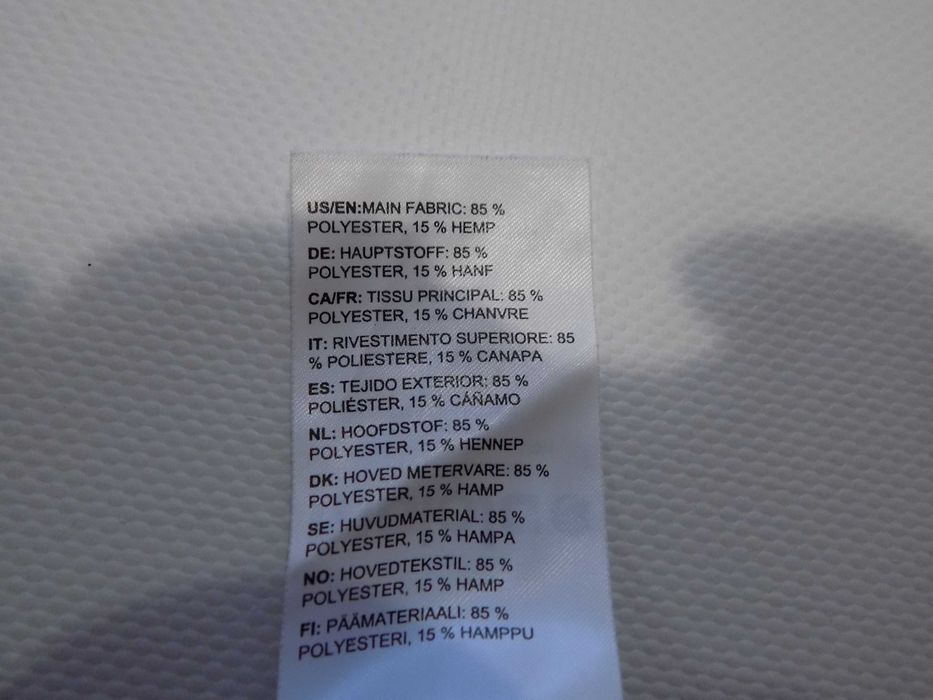 US/EN:MAIN FABRIC: 85 %
POLYESTER, 15 % HEMP
DE: HAUPTSTOFF: 85 %
POLYESTER, 15 % HANF
CA/FR: TISSU PRINCIPAL: 85 %
POLYESTER, 15 % CHANVRE
IT: RIVESTIMENTO SUPERIORE: 85
% POLIESTERE, 15 % CANAPA
ES: TEJIDO EXTERIOR: 85 %
POLIÉSTER, 15 % CÁÑAMO
NL: HOOFDSTOF: 85 %
POLYESTER, 15 % HENNEP
DK: HOVED METERVARE: 85 %
POLYESTER, 15 % HAMP
SE: HUVUDMATERIAL: 85 %
POLYESTER, 15 % HAMPA
NO: HOVEDTEKSTIL: 85 %
POLYESTER, 15 % HAMP
FI: PÄÄMATERIAALI: 85 %
POLYESTERI, 15 % HAMPPU